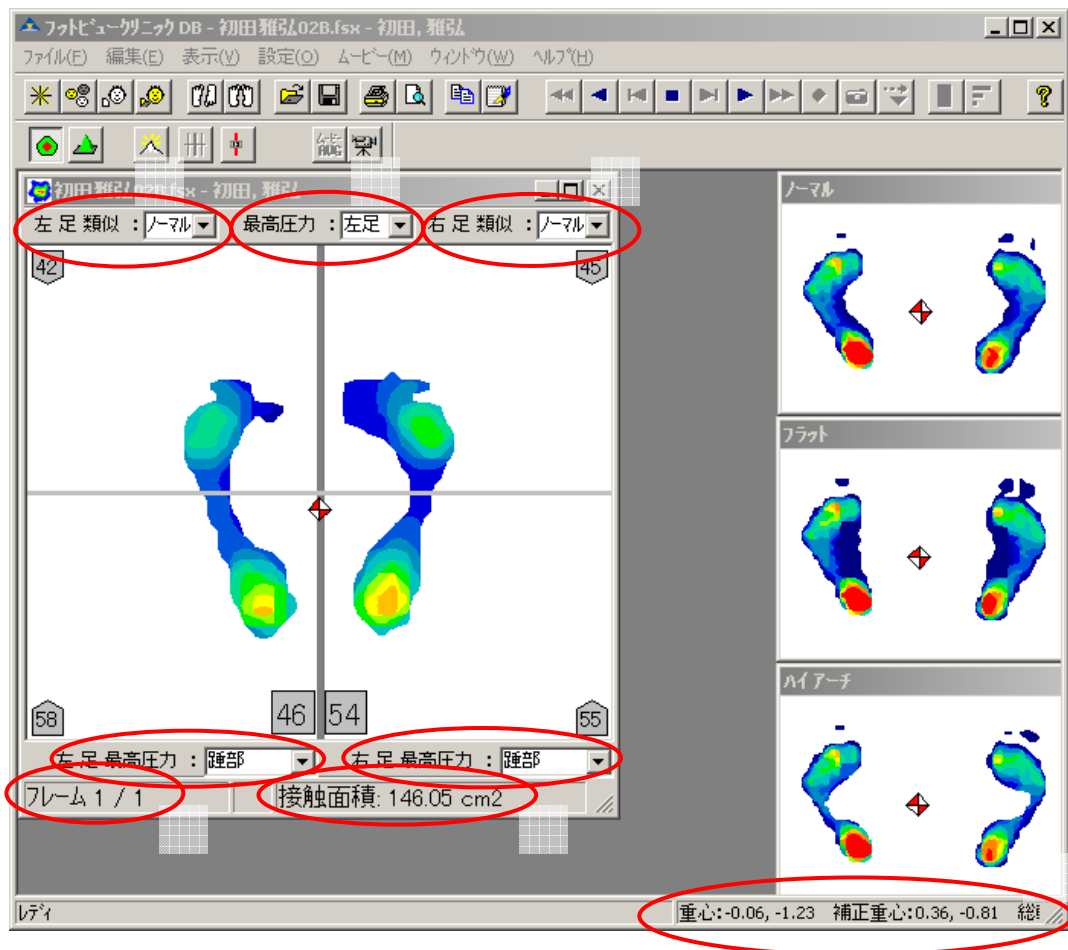 フットビュークリニック DB - 初田雅弘02B.fsx - 初田, 雅弘
ファイル(F) 編集(E) 表示(V) 設定(O) ムービー(M) ウィンドウ(W) ヘルプ(H)
ムービー AVG
初田雅弘02B.fsx - 初田, 雅弘
左 足 類似 : ノーマル 最高圧力 : 左足 右 足 類似 : ノーマル
42 45
58 46 54 55
左 足 最高圧力 : 踵部 右 足 最高圧力 : 踵部
フレーム 1 / 1 接触面積: 146.05 cm2
ノーマル
フラット
ハイ アーチ
レディ 重心:-0.06, -1.23 補正重心:0.36, -0.81